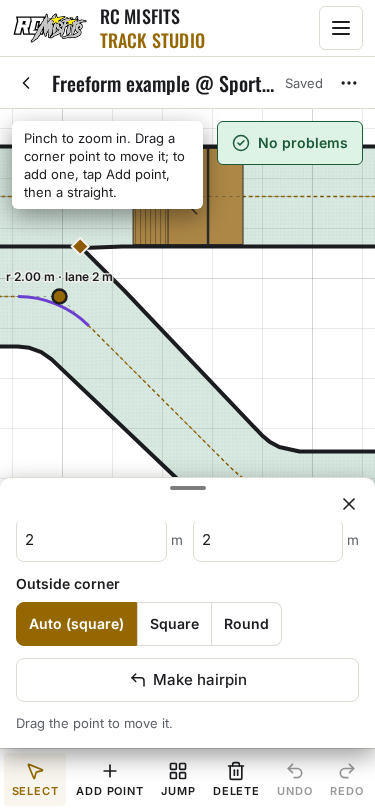 RC Misfits
RC MISFITS
TRACK STUDIO
Freeform example @ Sport...
Saved
Pinch to zoom in. Drag a
corner point to move it; to
add one, tap Add point,
then a straight.
No problems
r 2.00 m · lane 2 m
2 m 2 m
Outside corner
Auto (square) Square Round
Make hairpin
Drag the point to move it.
SELECT ADD POINT JUMP DELETE UNDO REDO